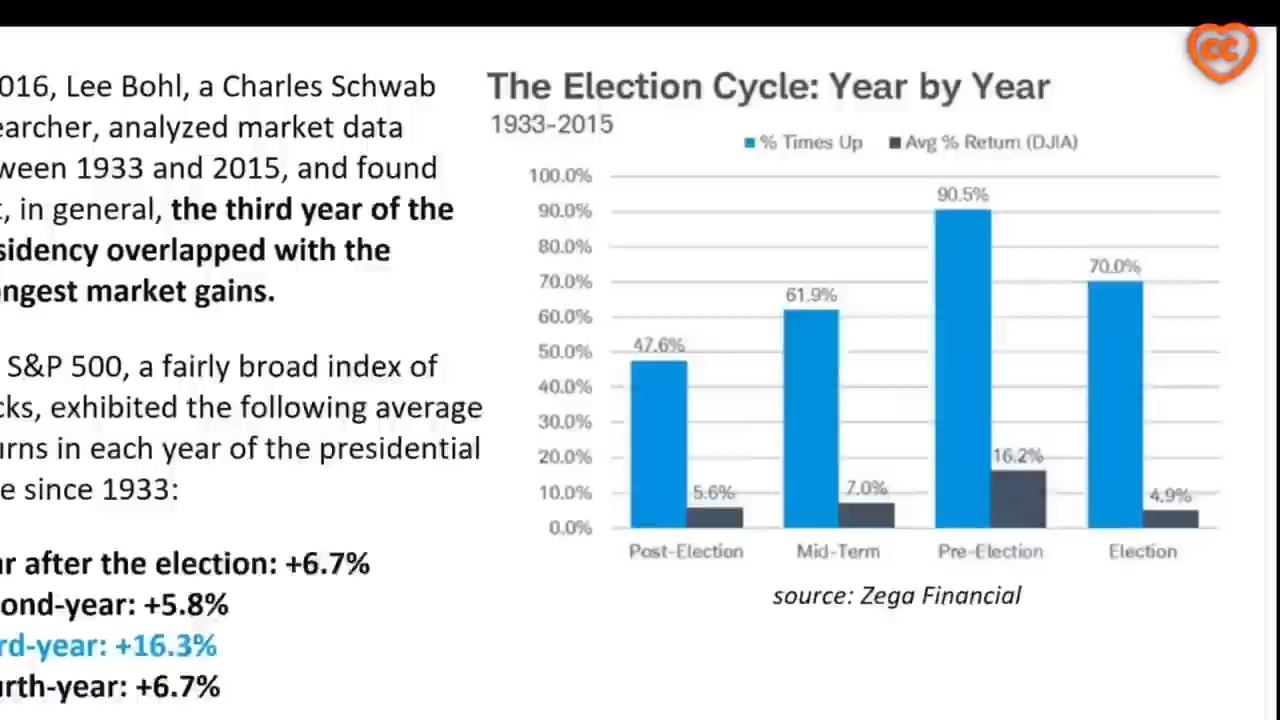 016, Lee Bohl, a Charles Schwab
earcher, analyzed market data
ween 1933 and 2015, and found
, in general, the third year of the
sidency overlapped with the
ongest market gains.
S&P 500, a fairly broad index of
cks, exhibited the following average
urns in each year of the presidential
e since 1933:
ar after the election: +6.7%
ond-year: +5.8%
rd-year: +16.3%
urth-year: +6.7%
CC
The Election Cycle: Year by Year
1933-2015
% Times Up Avg % Return (DJIA)
100.0%
90.0%
80.0%
70.0%
60.0%
50.0%
40.0%
30.0%
20.0%
10.0%
0.0%
47.6%
5.6%
61.9%
7.0%
90.5%
16.2%
70.0%
4.9%
Post-Election Mid-Term Pre-Election Election
source: Zega Financial